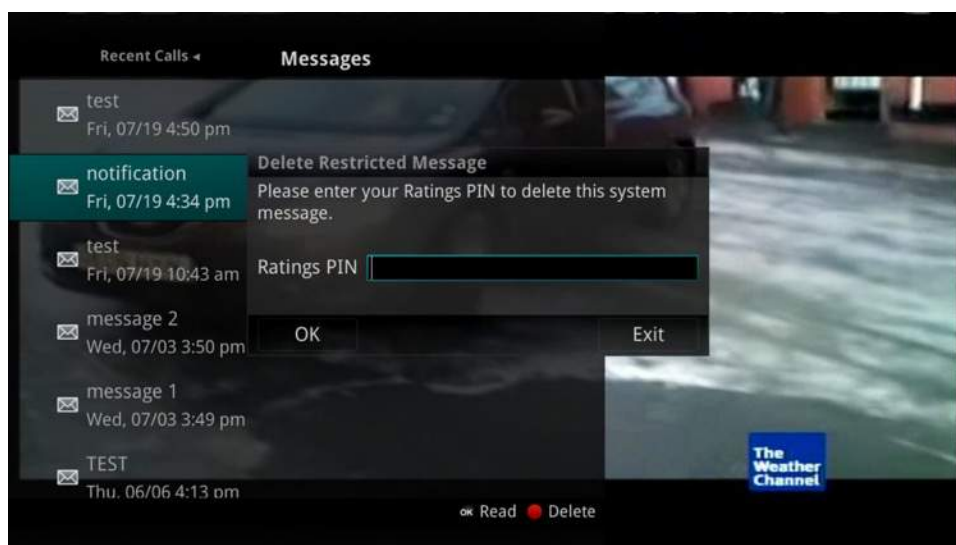 Recent Calls ◂ Messages
test
Fri, 07/19 4:50 pm
notification
Fri, 07/19 4:34 pm
test
Fri, 07/19 10:43 am
message 2
Wed, 07/03 3:50 pm
message 1
Wed, 07/03 3:49 pm
TEST
Thu, 06/06 4:13 pm
Delete Restricted Message
Please enter your Ratings PIN to delete this system
message.
Ratings PIN
OK Exit
The
Weather
Channel
OK Read Delete